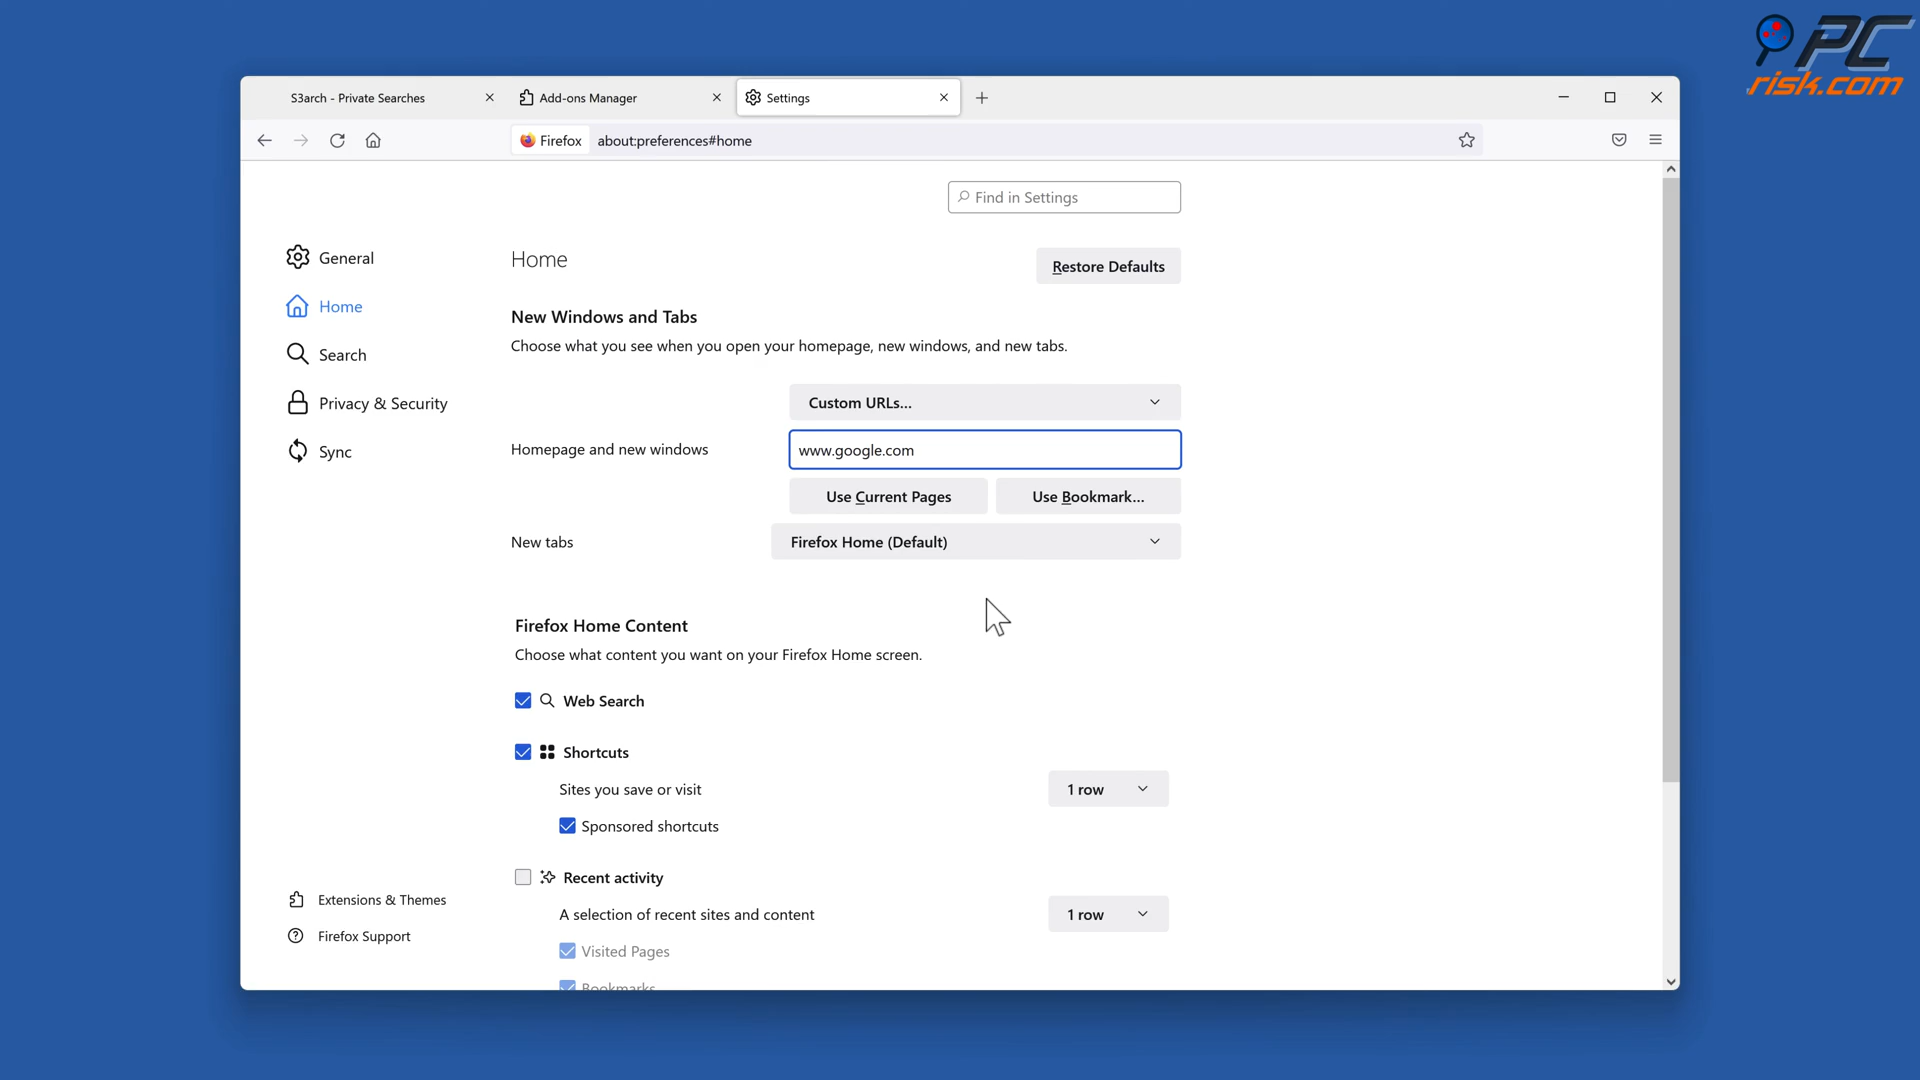 PC
risk.com
S3arch - Private Searches
Add-ons Manager
Settings
Firefox
about:preferences#home
Find in Settings
General
Home
Search
Privacy & Security
Sync
Extensions & Themes
Firefox Support
Home
Restore Defaults
New Windows and Tabs
Choose what you see when you open your homepage, new windows, and new tabs.
Custom URLs...
Homepage and new windows
www.google.com
Use Current Pages
Use Bookmark...
New tabs
Firefox Home (Default)
Firefox Home Content
Choose what content you want on your Firefox Home screen.
Web Search
Shortcuts
Sites you save or visit
1 row
Sponsored shortcuts
Recent activity
A selection of recent sites and content
1 row
Visited Pages
Bookmarks